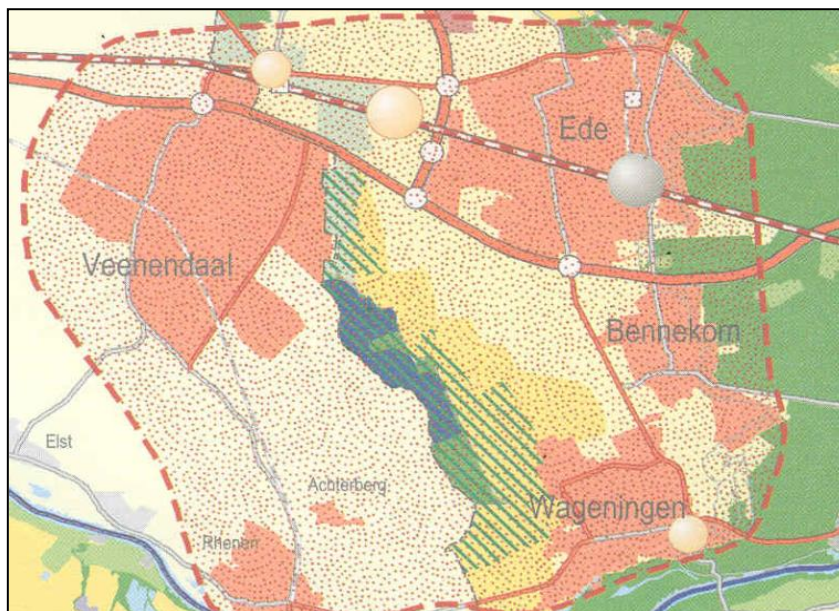 Ede
Veenendaal
Bennekom
Elst
Achterberg
Wageningen
Rhenen